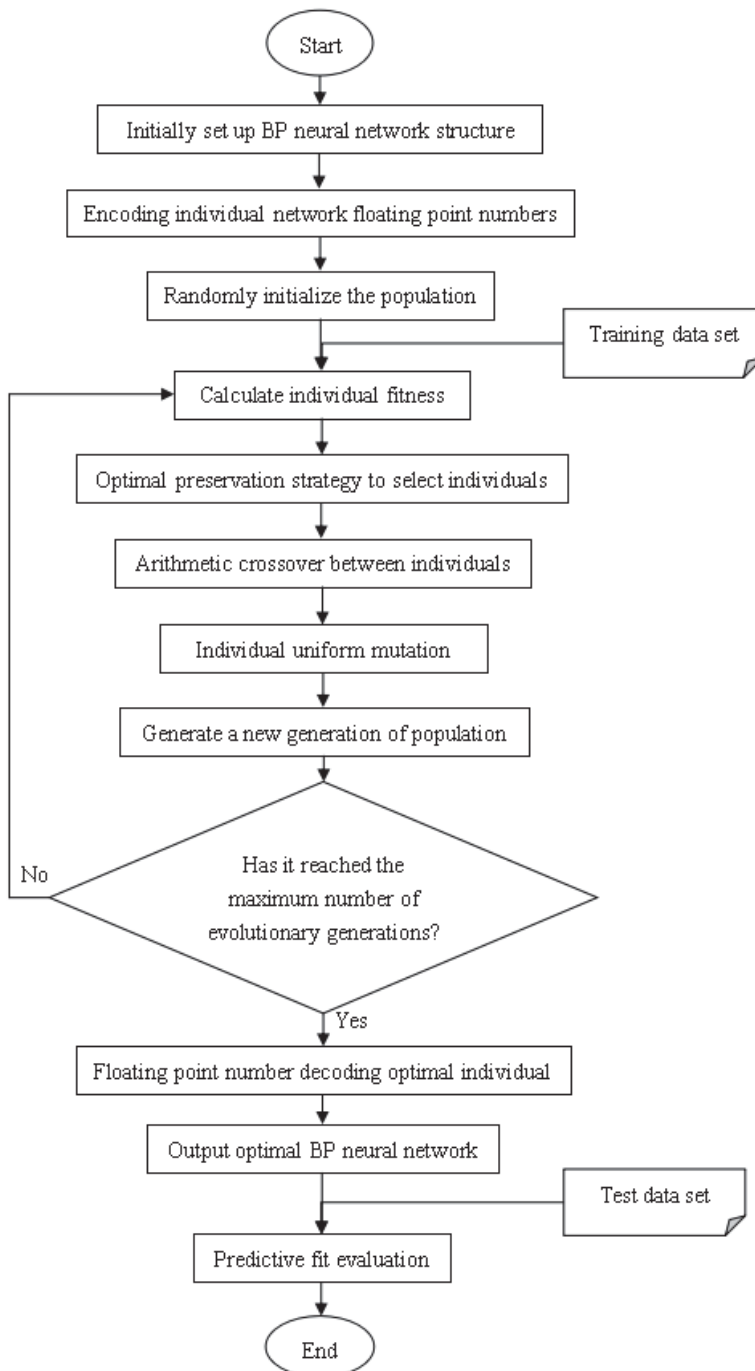 Start
Initially set up BP neural network structure
Encoding individual network floating point numbers
Randomly initialize the population
Training data set
Calculate individual fitness
Optimal preservation strategy to select individuals
Arithmetic crossover between individuals
Individual uniform mutation
Generate a new generation of population
Has it reached the
maximum number of
evolutionary generations?
No
Yes
Floating point number decoding optimal individual
Output optimal BP neural network
Test data set
Predictive fit evaluation
End